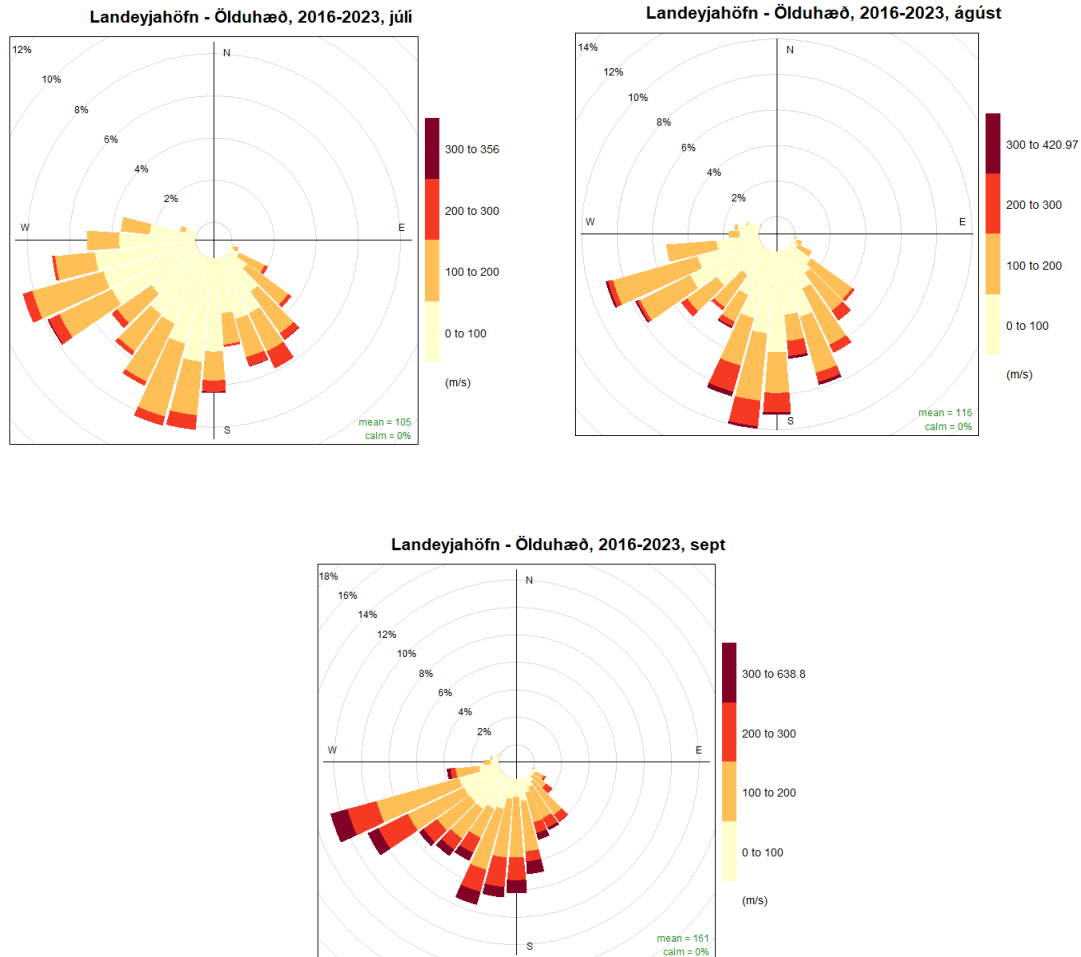 Landeyjahöfn - Ölduhæð, 2016-2023, júlí
12%
10%
8%
6%
4%
2%
N
W
E
S
300 to 356
200 to 300
100 to 200
0 to 100
(m/s)
mean = 105
calm = 0%
Landeyjahöfn - Ölduhæð, 2016-2023, ágúst
14%
12%
10%
8%
6%
4%
2%
N
W
E
S
300 to 420.97
200 to 300
100 to 200
0 to 100
(m/s)
mean = 116
calm = 0%
Landeyjahöfn - Ölduhæð, 2016-2023, sept
18%
16%
14%
12%
10%
8%
6%
4%
2%
N
W
E
S
300 to 638.8
200 to 300
100 to 200
0 to 100
(m/s)
mean = 161
calm = 0%